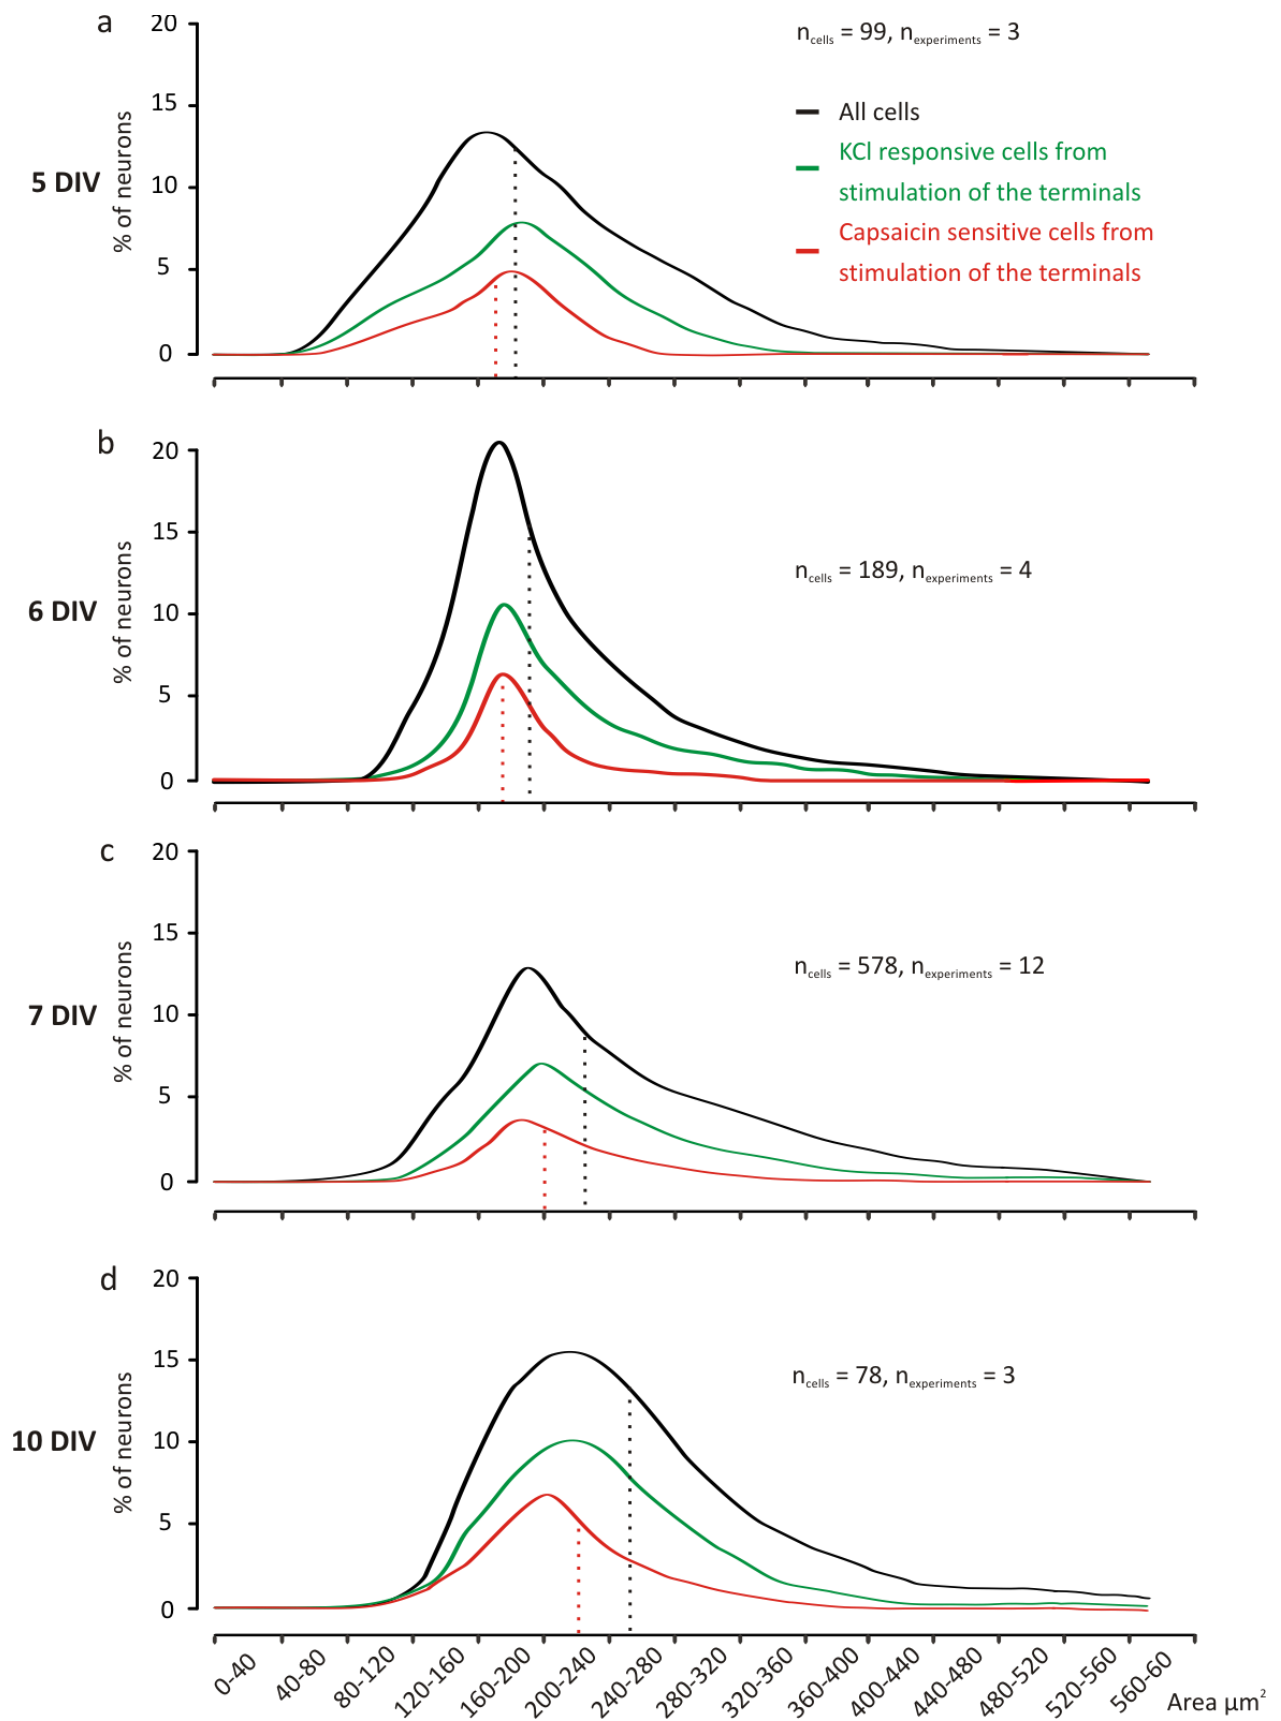 a
20
15
10
5
0
% of neurons
5 DIV
ncells = 99, nexperiments = 3
All cells
KCl responsive cells from
stimulation of the terminals
Capsaicin sensitive cells from
stimulation of the terminals
b
20
15
10
5
0
% of neurons
6 DIV
ncells = 189, nexperiments = 4
c
20
15
10
5
0
% of neurons
7 DIV
ncells = 578, nexperiments = 12
d
20
15
10
5
0
% of neurons
10 DIV
ncells = 78, nexperiments = 3
0-40
40-80
80-120
120-160
160-200
200-240
240-280
280-320
320-360
360-400
400-440
440-480
480-520
520-560
560-60
Area µm²